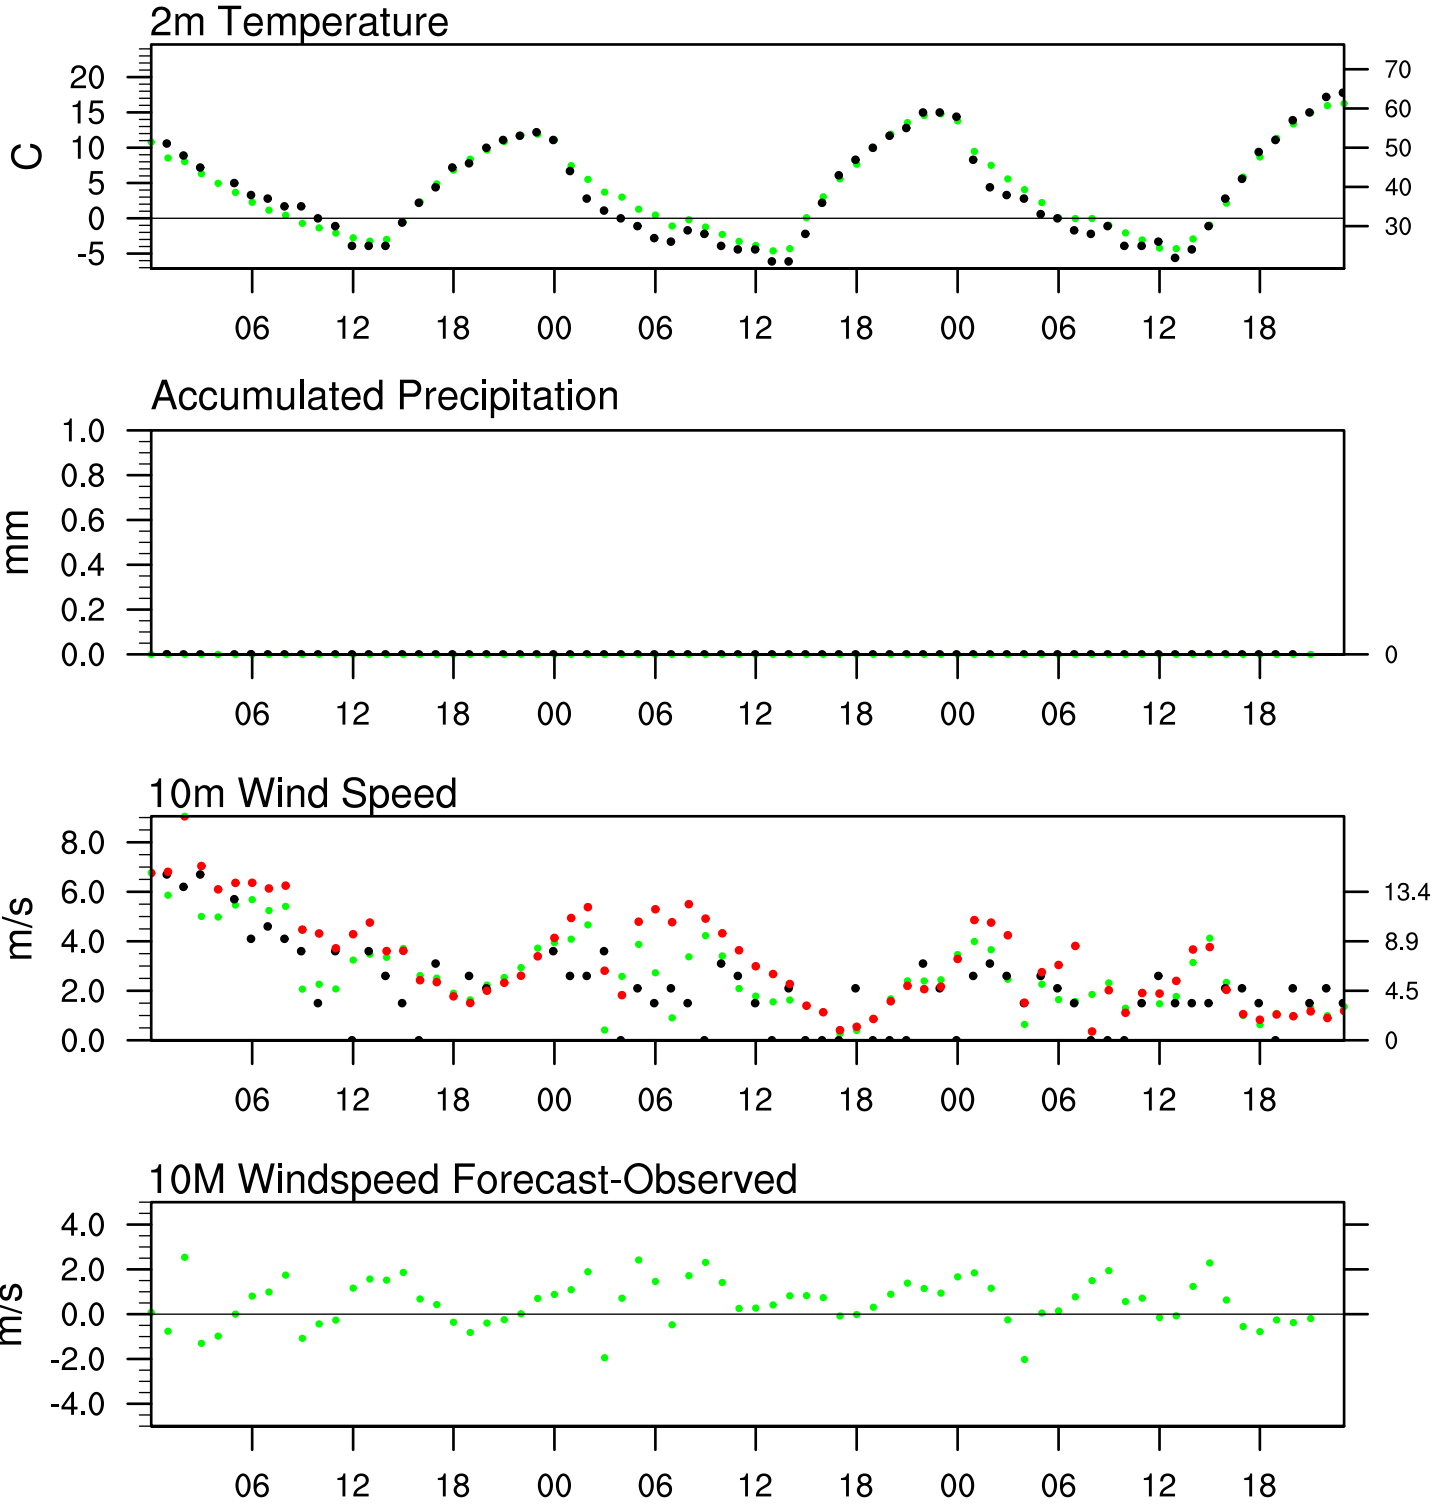 2m Temperature
20
15
10
5
0
-5
C
70
60
50
40
30
06 12 18 00 06 12 18 00 06 12 18
Accumulated Precipitation
1.0
0.8
0.6
0.4
0.2
0.0
mm
0
06 12 18 00 06 12 18 00 06 12 18
10m Wind Speed
8.0
6.0
4.0
2.0
0.0
m/s
13.4
8.9
4.5
0
06 12 18 00 06 12 18 00 06 12 18
10M Windspeed Forecast-Observed
4.0
2.0
0.0
-2.0
-4.0
m/s
06 12 18 00 06 12 18 00 06 12 18